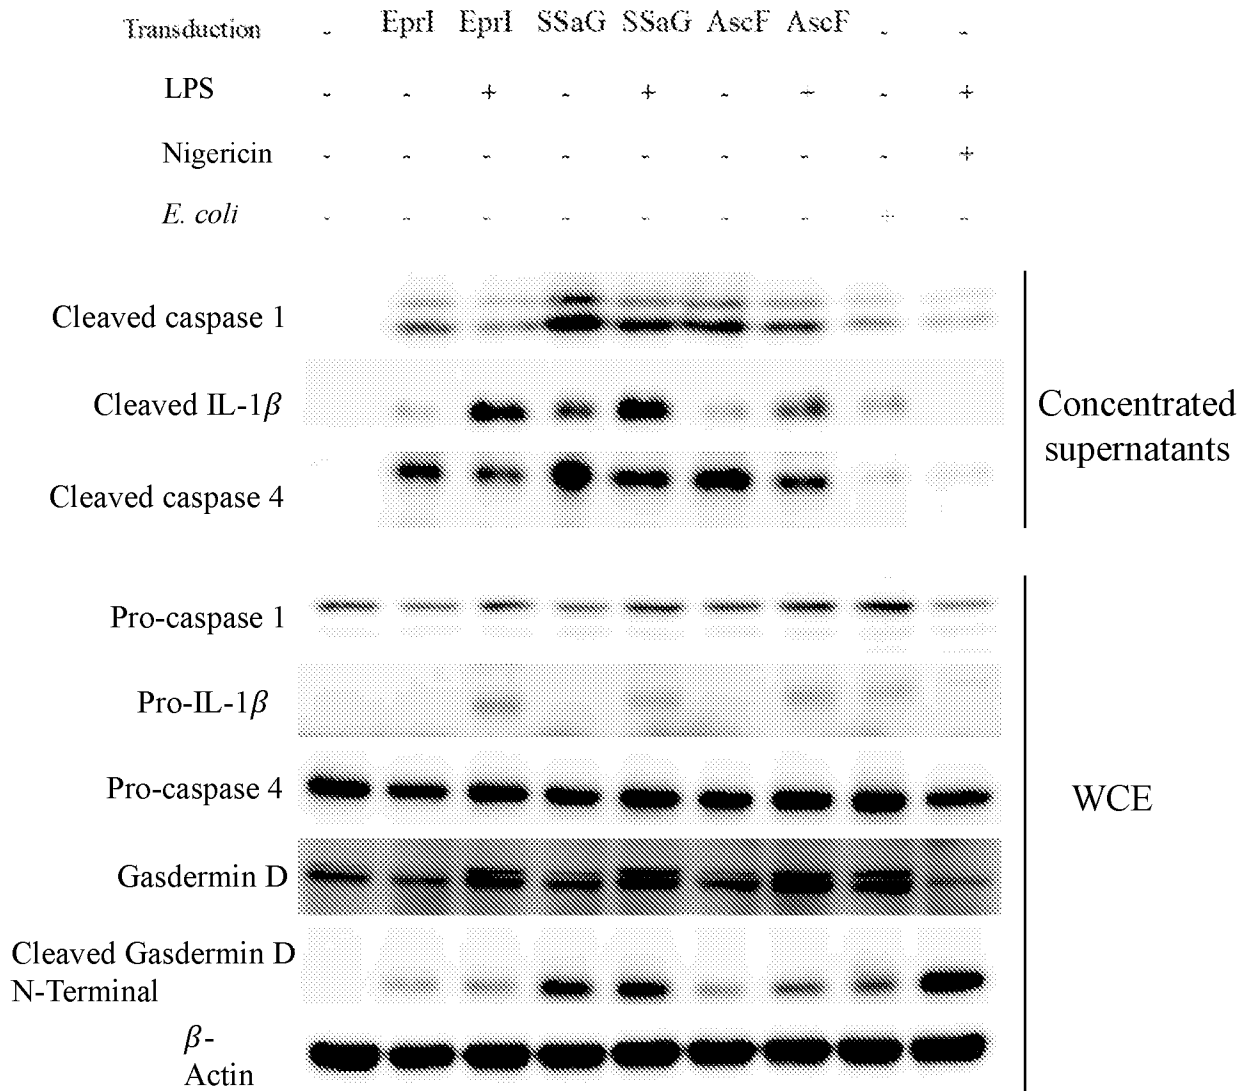 Transduction - EprI EprI SSaG SSaG AscF AscF - -
LPS - - + - + - + - +
Nigericin - - - - - - - - +
E. coli - - - - - - - + -
Cleaved caspase 1
Cleaved IL-1β
Cleaved caspase 4
Concentrated
supernatants
Pro-caspase 1
Pro-IL-1β
Pro-caspase 4
Gasdermin D
Cleaved Gasdermin D
N-Terminal
β-
Actin
WCE